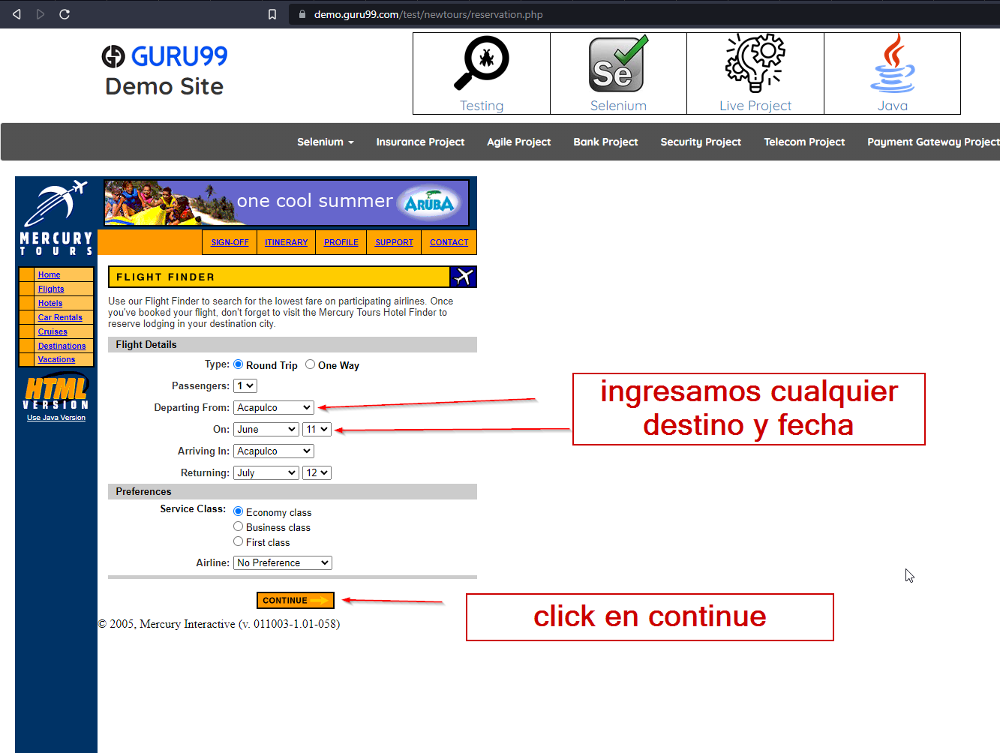 demo.guru99.com/test/newtours/reservation.php
GURU99
Demo Site
Testing
Se
Selenium
Live Project
Java
Selenium
Insurance Project
Agile Project
Bank Project
Security Project
Telecom Project
Payment Gateway Project
MERCURY
TOURS
one cool summer
ARUBA
SIGN-OFF
ITINERARY
PROFILE
SUPPORT
CONTACT
Home
Flights
Hotels
Car Rentals
Cruises
Destinations
Vacations
HTML
VERSION
Use Java Version
FLIGHT FINDER
Use our Flight Finder to search for the lowest fare on participating airlines. Once
you've booked your flight, don't forget to visit the Mercury Tours Hotel Finder to
reserve lodging in your destination city.
Flight Details
Type: Round Trip One Way
Passengers: 1
Departing From: Acapulco
On: June 11
Arriving In: Acapulco
Returning: July 12
ingresamos cualquier
destino y fecha
Preferences
Service Class: Economy class
Business class
First class
Airline: No Preference
CONTINUE
click en continue
© 2005, Mercury Interactive (v. 011003-1.01-058)